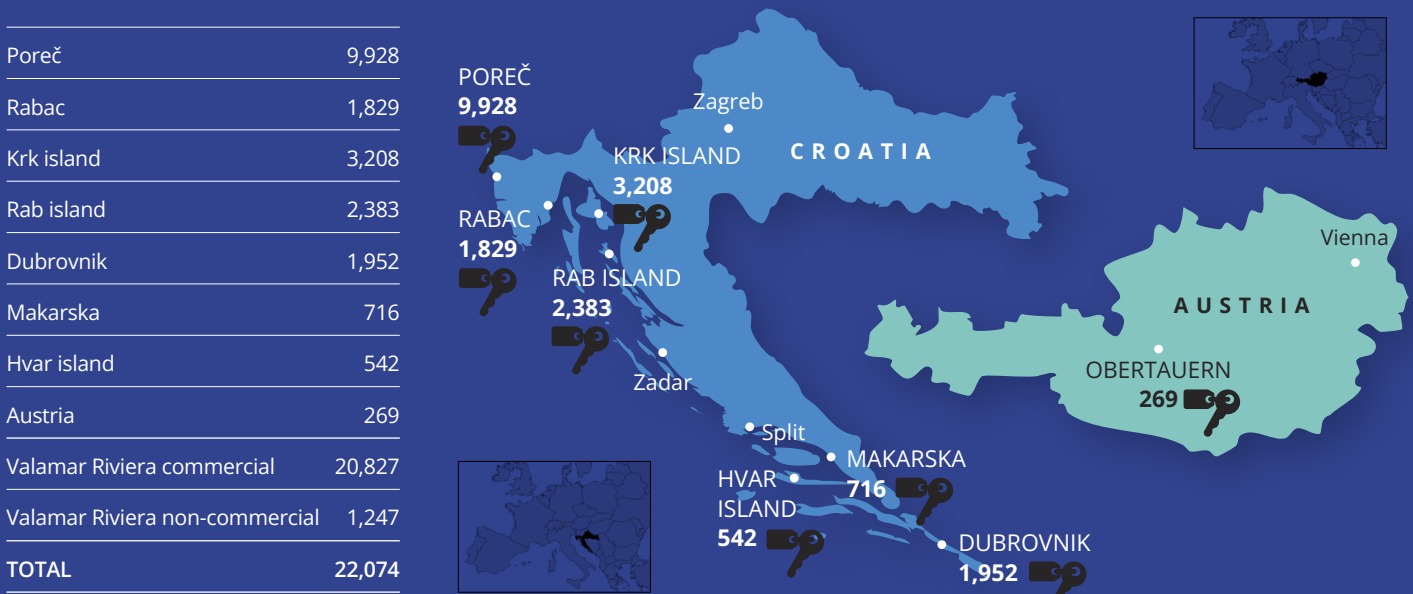 Poreč 9,928
Rabac 1,829
Krk island 3,208
Rab island 2,383
Dubrovnik 1,952
Makarska 716
Hvar island 542
Austria 269
Valamar Riviera commercial 20,827
Valamar Riviera non-commercial 1,247
TOTAL 22,074
POREČ
9,928
Zagreb
CROATIA
KRK ISLAND
3,208
RABAC
1,829
RAB ISLAND
2,383
Zadar
Split
MAKARSKA
716
HVAR
ISLAND
542
DUBROVNIK
1,952
Vienna
AUSTRIA
OBERTAUERN
269